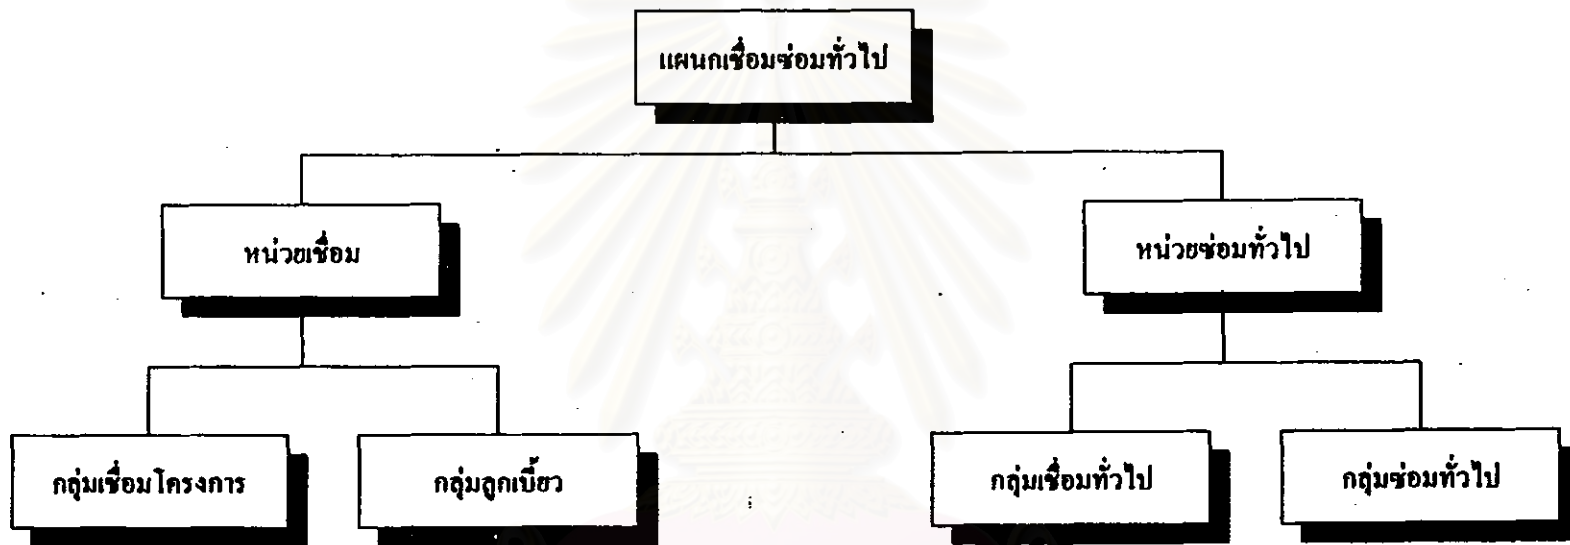 แผนกเชื่อมซ่อมทั่วไป
หน่วยเชื่อม
หน่วยซ่อมทั่วไป
กลุ่มเชื่อมโครงการ
กลุ่มลูกเบี้ยว
กลุ่มเชื่อมทั่วไป
กลุ่มซ่อมทั่วไป